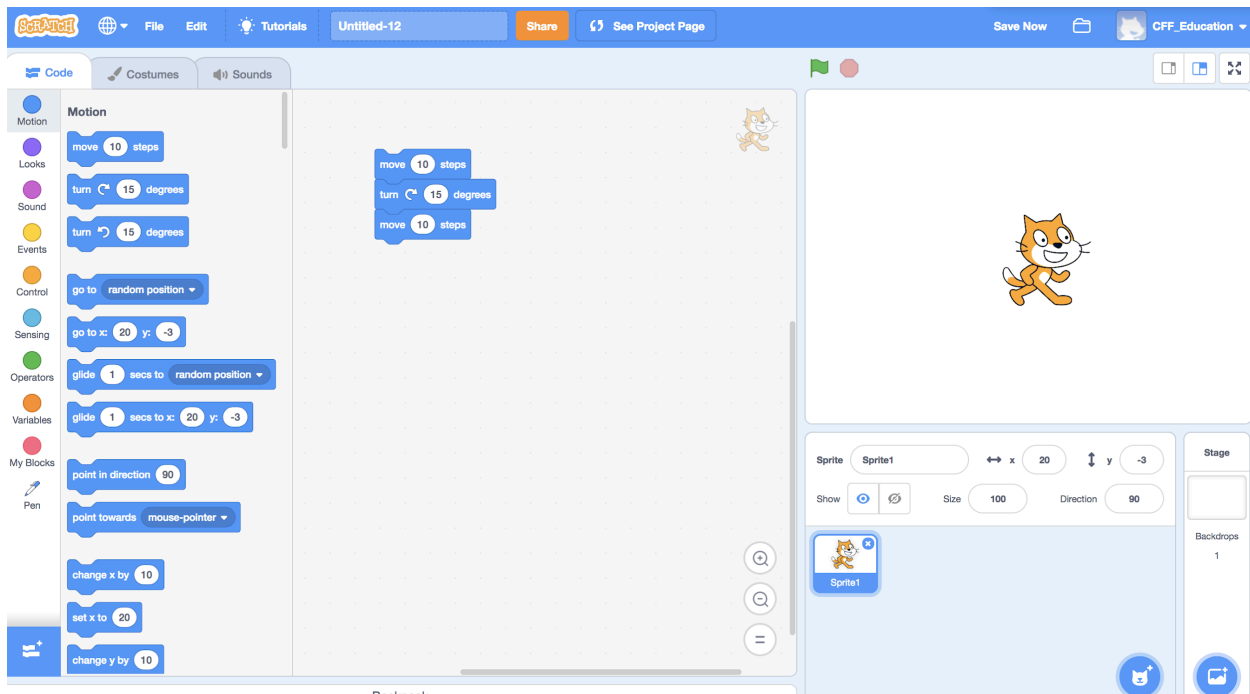 SCRATCH
File Edit Tutorials Untitled-12 Share See Project Page Save Now CFF_Education
Code Costumes Sounds
Motion
Looks
Sound
Events
Control
Sensing
Operators
Variables
My Blocks
Pen
Motion
move 10 steps
turn 15 degrees
turn 15 degrees
go to random position
go to x: 20 y: -3
glide 1 secs to random position
glide 1 secs to x: 20 y: -3
point in direction 90
point towards mouse-pointer
change x by 10
set x to 20
change y by 10
move 10 steps
turn 15 degrees
move 10 steps
Sprite Sprite1 x 20 y -3
Show Size 100 Direction 90
Sprite1
Stage
Backdrops
1